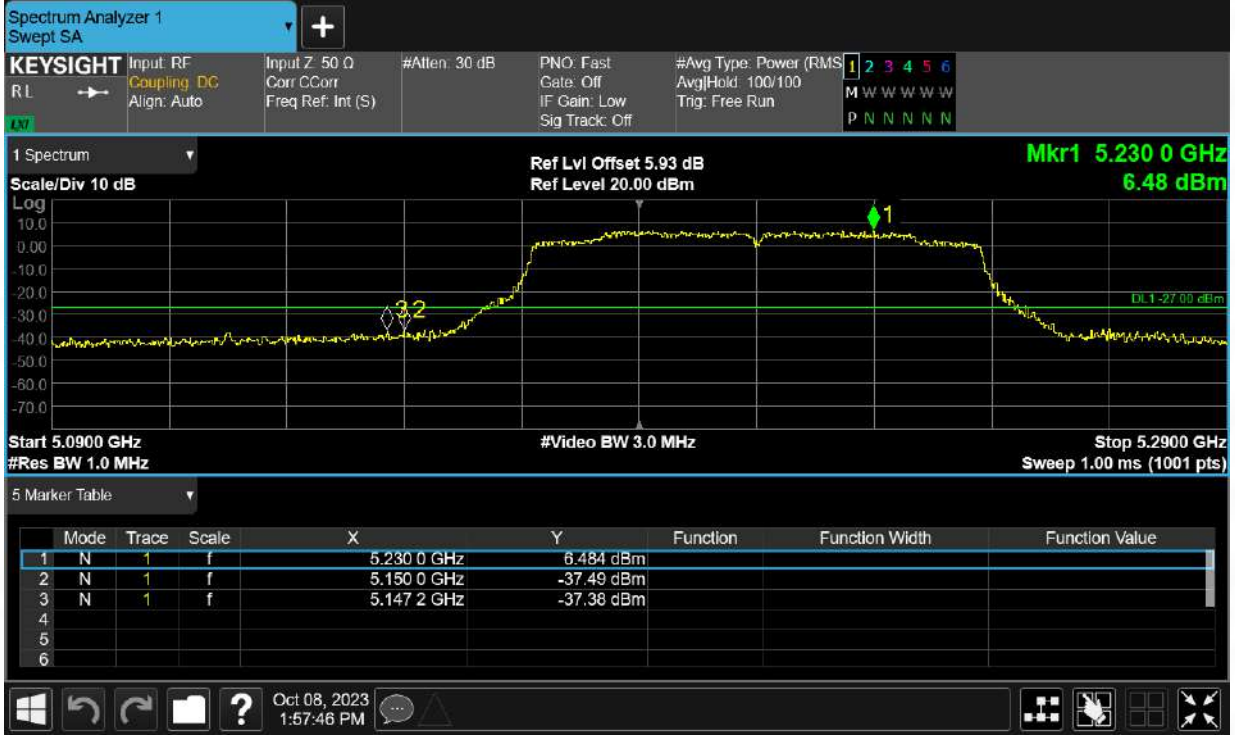 Spectrum Analyzer 1
Swept SA
KEYSIGHT Input: RF Input Z: 50 Ω #Atten: 30 dB PNO: Fast #Avg Type: Power (RMS 1 2 3 4 5 6
RL Coupling: DC Corr CCorr Gate: Off Avg|Hold: 100/100 M W W W W W
Align: Auto Freq Ref: Int (S) IF Gain: Low Trig: Free Run
LXI Sig Track: Off P N N N N N
1 Spectrum Ref Lvl Offset 5.93 dB Mkr1 5.230 0 GHz
Scale/Div 10 dB Ref Level 20.00 dBm 6.48 dBm
Log
10.0 1
0.00
-10.0
-20.0
DL1 -27.00 dBm
-30.0 3 2
-40.0
-50.0
-60.0
-70.0
Start 5.0900 GHz #Video BW 3.0 MHz Stop 5.2900 GHz
#Res BW 1.0 MHz Sweep 1.00 ms (1001 pts)
5 Marker Table
Mode Trace Scale X Y Function Function Width Function Value
1 N 1 f 5.230 0 GHz 6.484 dBm
2 N 1 f 5.150 0 GHz -37.49 dBm
3 N 1 f 5.147 2 GHz -37.38 dBm
4
5
6
? Oct 08, 2023
1:57:46 PM